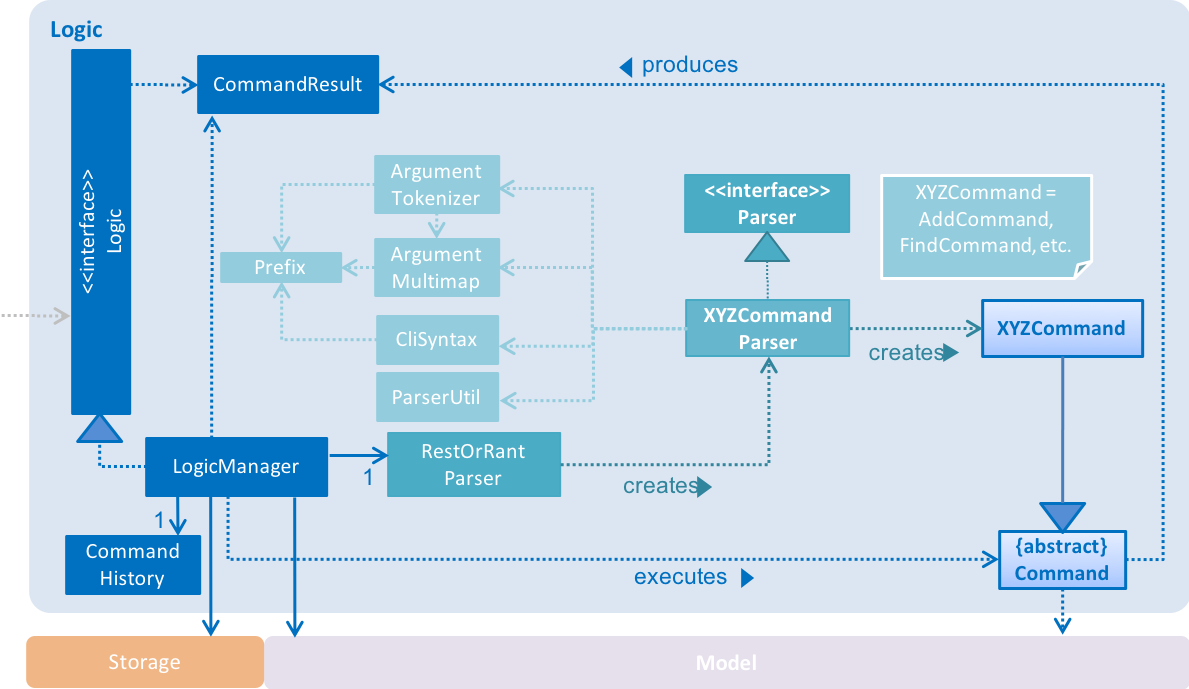 Logic
<<interface>>
Logic
CommandResult
produces
Argument
Tokenizer
<<interface>>
Parser
XYZCommand =
AddCommand,
FindCommand, etc.
Prefix
Argument
Multimap
XYZCommand
Parser
XYZCommand
CliSyntax
creates
ParserUtil
LogicManager
1
RestOrRant
Parser
creates
1
Command
History
executes
{abstract}
Command
Storage
Model